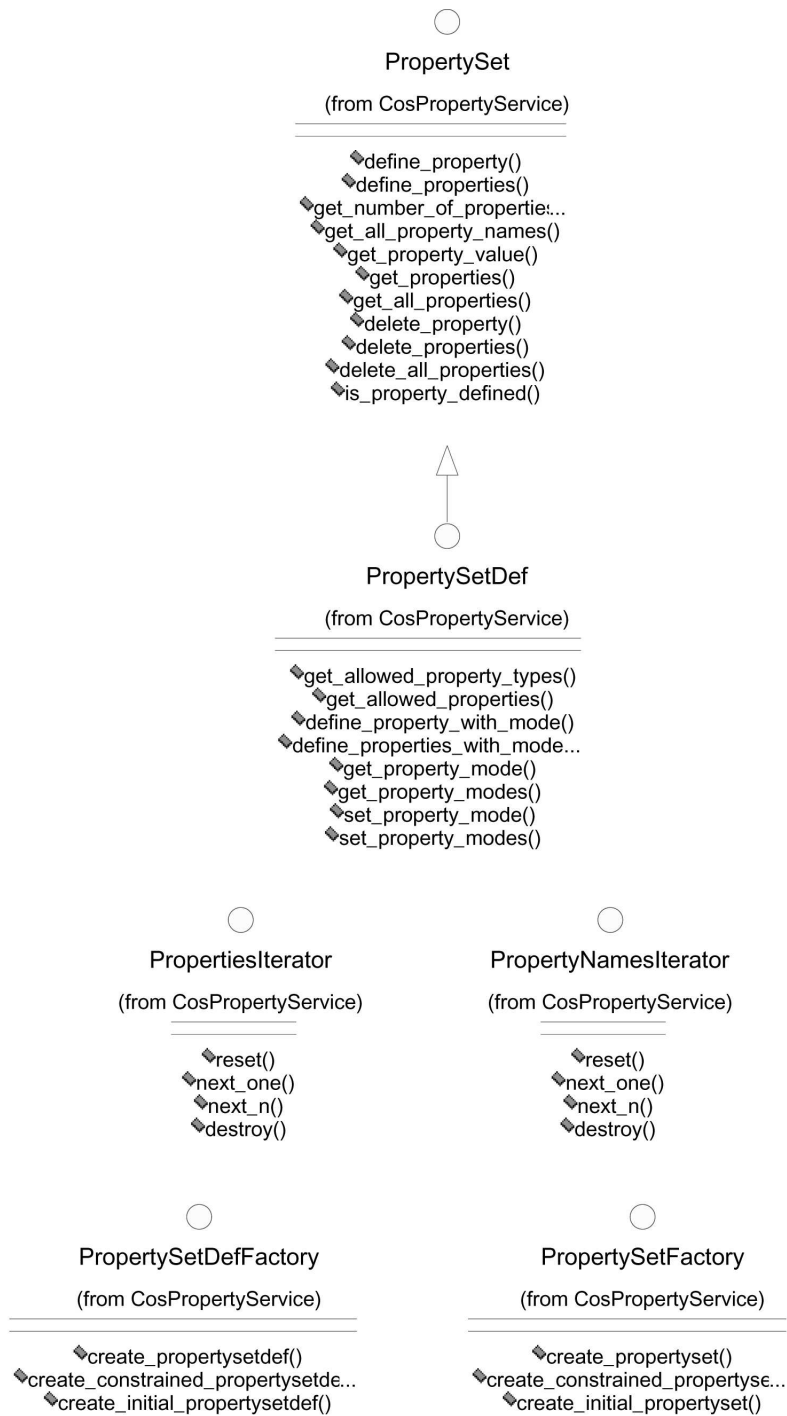 PropertySet
(from CosPropertyService)
define_property()
define_properties()
get_number_of_properties...
get_all_property_names()
get_property_value()
get_properties()
get_all_properties()
delete_property()
delete_properties()
delete_all_properties()
is_property_defined()
PropertySetDef
(from CosPropertyService)
get_allowed_property_types()
get_allowed_properties()
define_property_with_mode()
define_properties_with_mode...
get_property_mode()
get_property_modes()
set_property_mode()
set_property_modes()
PropertiesIterator
(from CosPropertyService)
reset()
next_one()
next_n()
destroy()
PropertyNamesIterator
(from CosPropertyService)
reset()
next_one()
next_n()
destroy()
PropertySetDefFactory
(from CosPropertyService)
create_propertysetdef()
create_constrained_propertysetde...
create_initial_propertysetdef()
PropertySetFactory
(from CosPropertyService)
create_propertyset()
create_constrained_propertyse...
create_initial_propertyset()